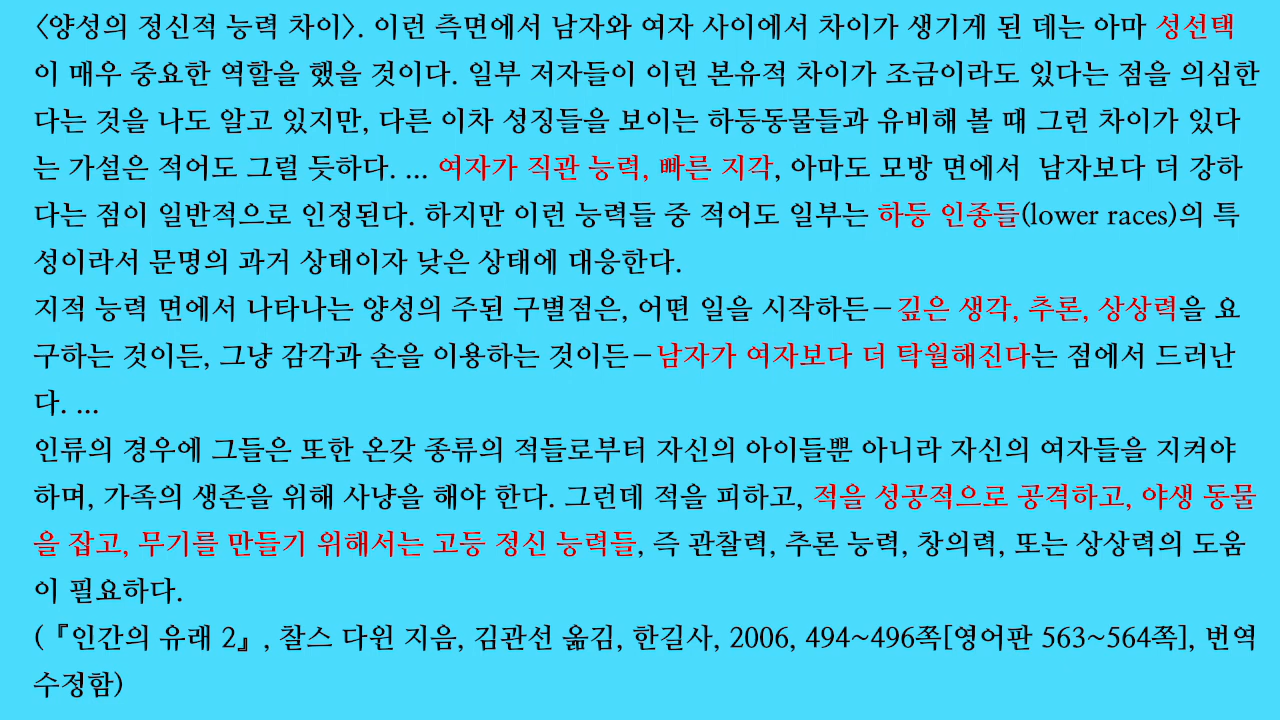 〈양성의 정신적 능력 차이〉. 이런 측면에서 남자와 여자 사이에서 차이가 생기게 된 데는 아마 성선택
이 매우 중요한 역할을 했을 것이다. 일부 저자들이 이런 본유적 차이가 조금이라도 있다는 점을 의심한
다는 것을 나도 알고 있지만, 다른 이차 성징들을 보이는 하등동물들과 유비해 볼 때 그런 차이가 있다
는 가설은 적어도 그럴 듯하다. ... 여자가 직관 능력, 빠른 지각, 아마도 모방 면에서 남자보다 더 강하
다는 점이 일반적으로 인정된다. 하지만 이런 능력들 중 적어도 일부는 하등 인종들(lower races)의 특
성이라서 문명의 과거 상태이자 낮은 상태에 대응한다.
지적 능력 면에서 나타나는 양성의 주된 구별점은, 어떤 일을 시작하든－깊은 생각, 추론, 상상력을 요
구하는 것이든, 그냥 감각과 손을 이용하는 것이든－남자가 여자보다 더 탁월해진다는 점에서 드러난
다. ...
인류의 경우에 그들은 또한 온갖 종류의 적들로부터 자신의 아이들뿐 아니라 자신의 여자들을 지켜야
하며, 가족의 생존을 위해 사냥을 해야 한다. 그런데 적을 피하고, 적을 성공적으로 공격하고, 야생 동물
을 잡고, 무기를 만들기 위해서는 고등 정신 능력들, 즉 관찰력, 추론 능력, 창의력, 또는 상상력의 도움
이 필요하다.
(『인간의 유래 2』, 찰스 다윈 지음, 김관선 옮김, 한길사, 2006, 494~496쪽[영어판 563~564쪽], 번역
수정함)